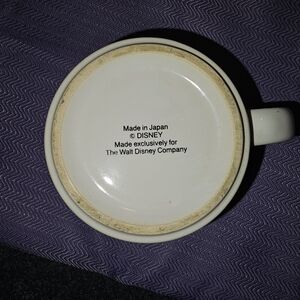 Made in Japan
© DISNEY
Made exclusively for
The Walt Disney Company